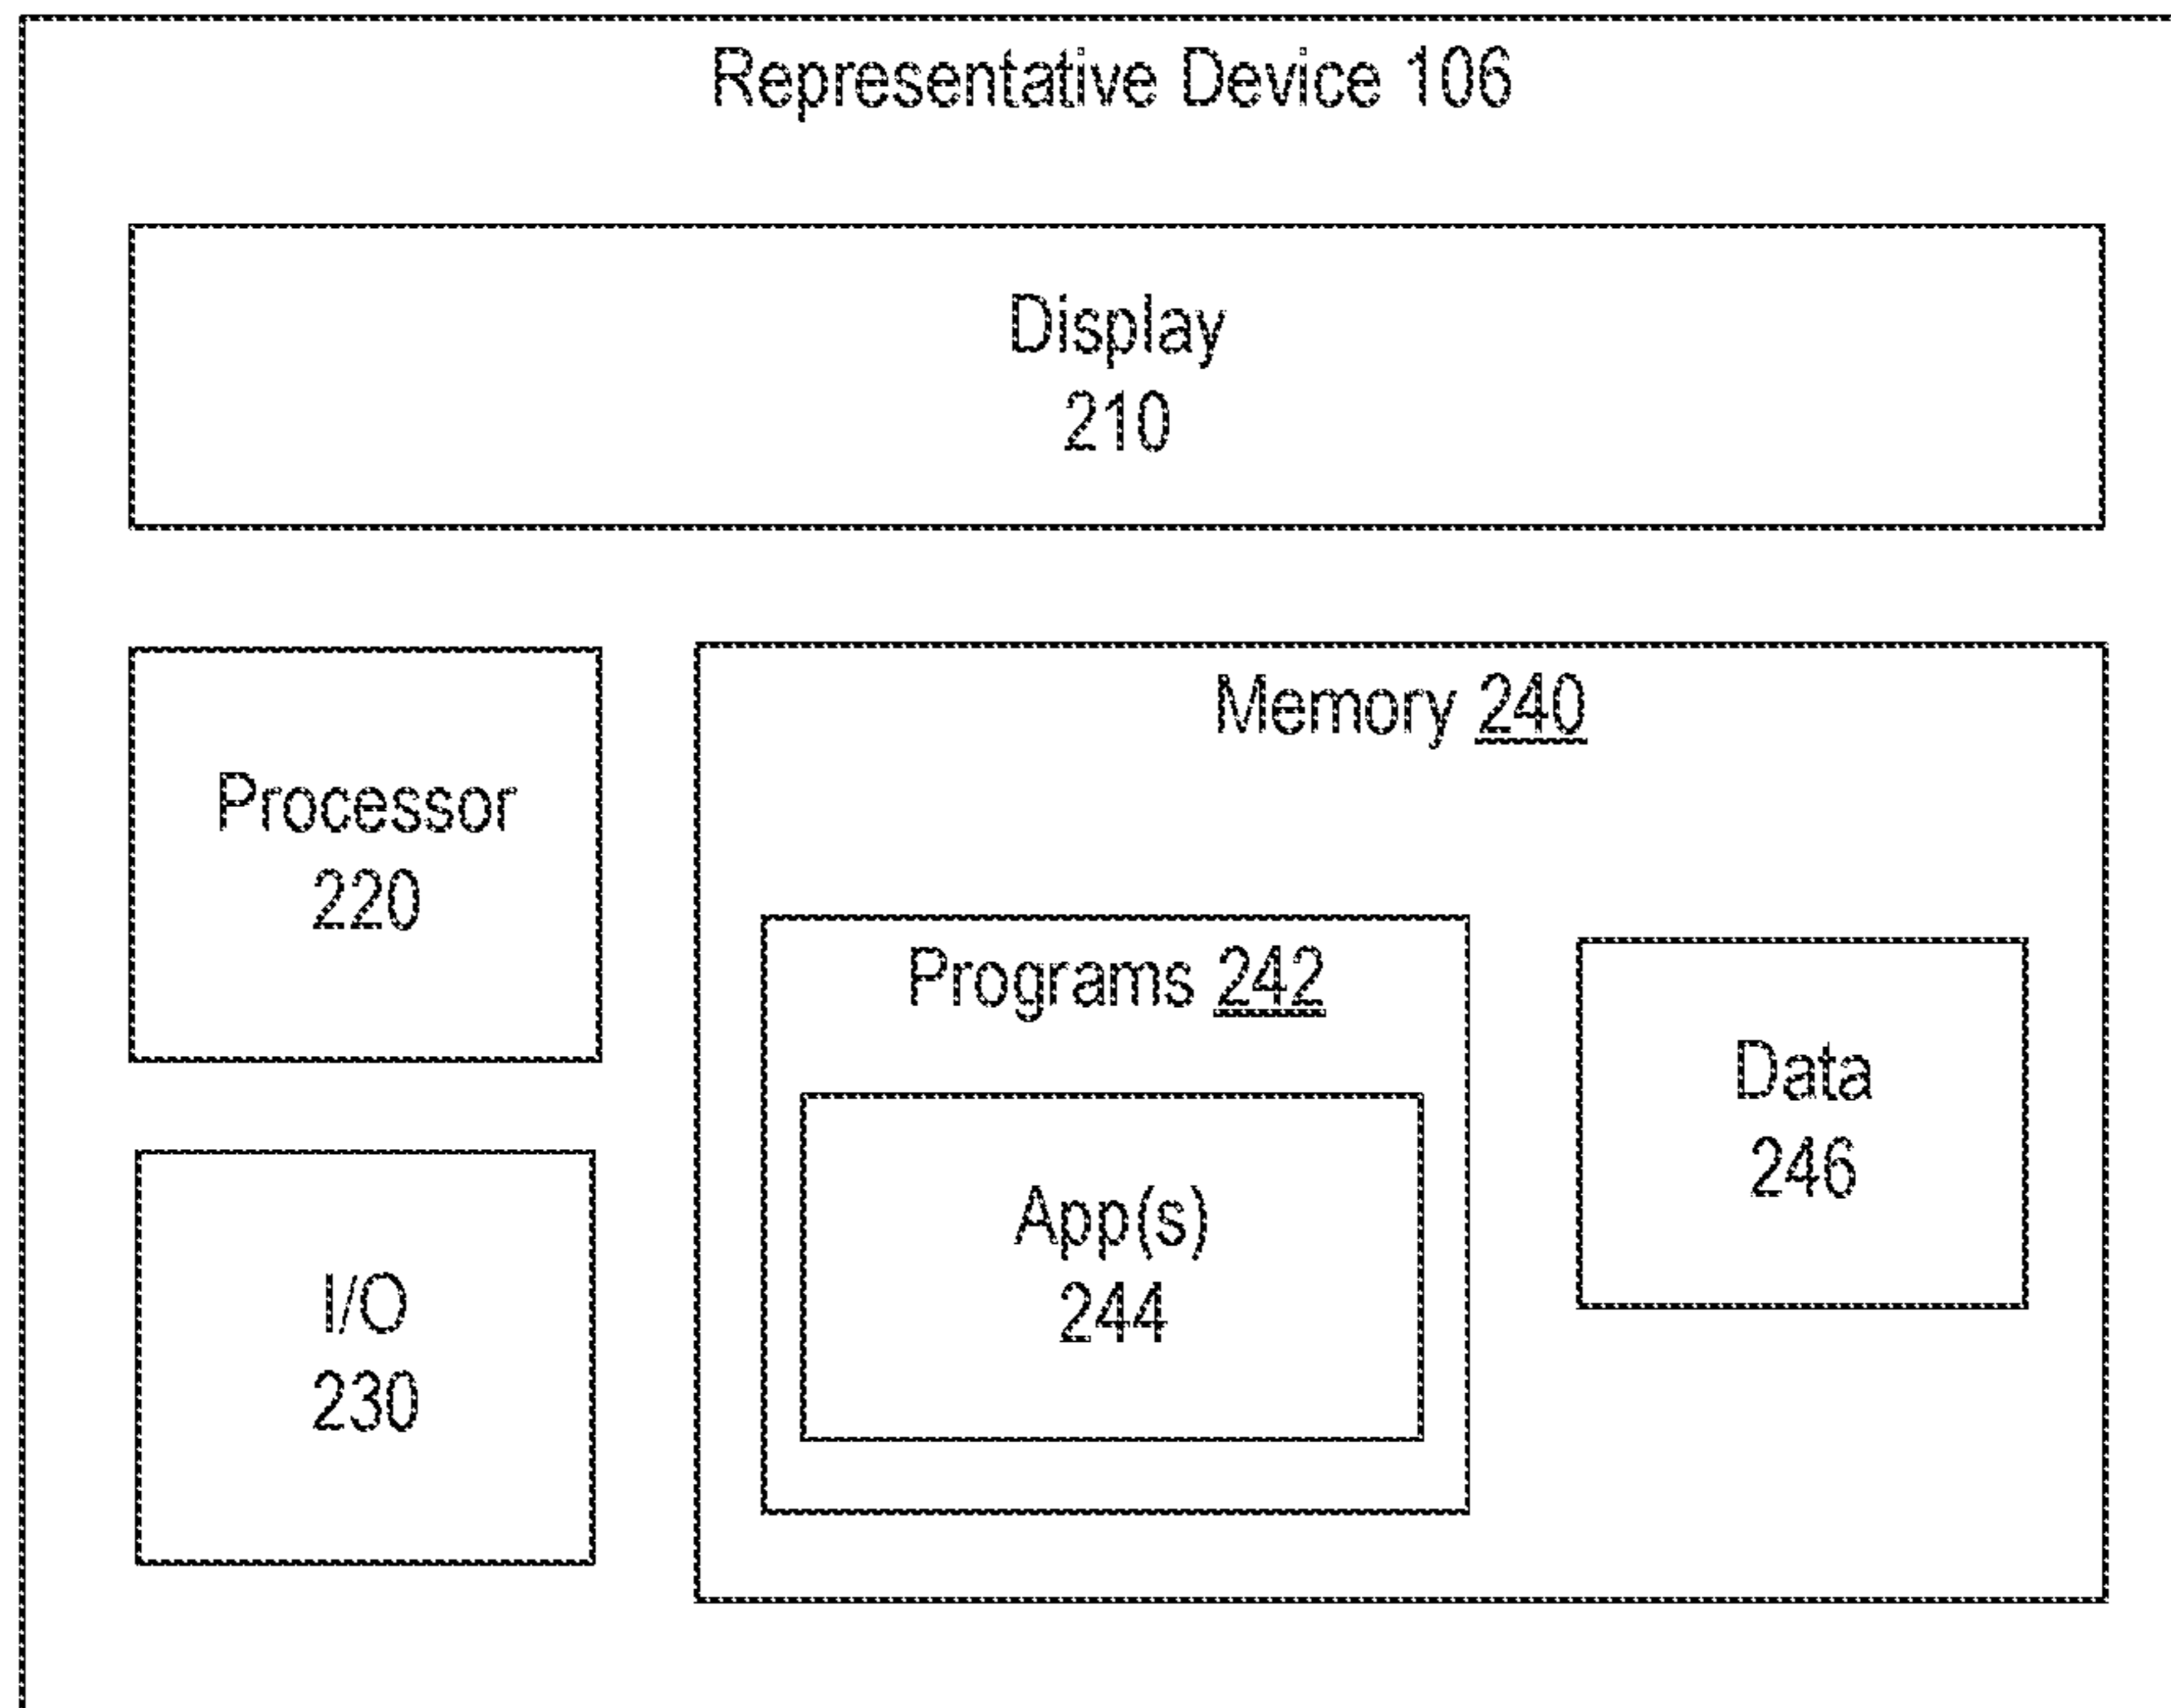 Representative Device 106
Display
210
Processor
220
I/O
230
Memory 240
Programs 242
App(s)
244
Data
246